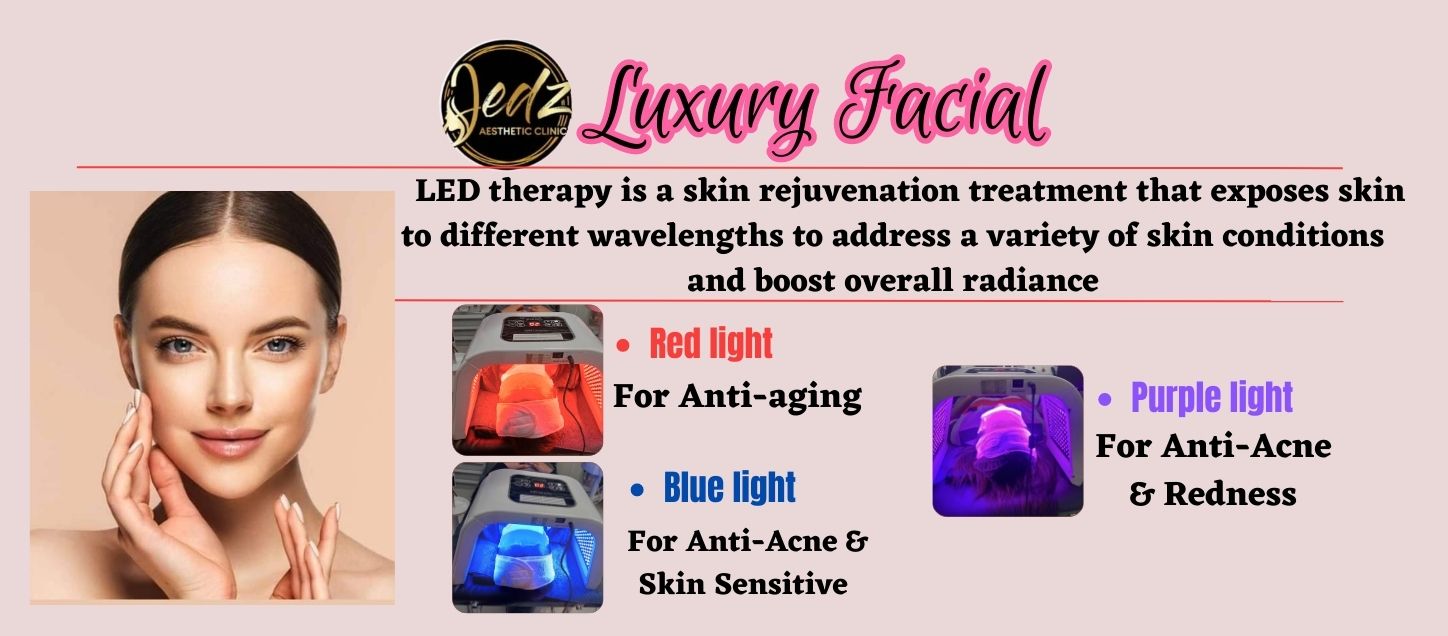 Jedz
AESTHETIC CLINIC
Luxury Facial
LED therapy is a skin rejuvenation treatment that exposes skin
to different wavelengths to address a variety of skin conditions
and boost overall radiance
• Red light
For Anti-aging
• Blue light
For Anti-Acne &
Skin Sensitive
• Purple light
For Anti-Acne
& Redness